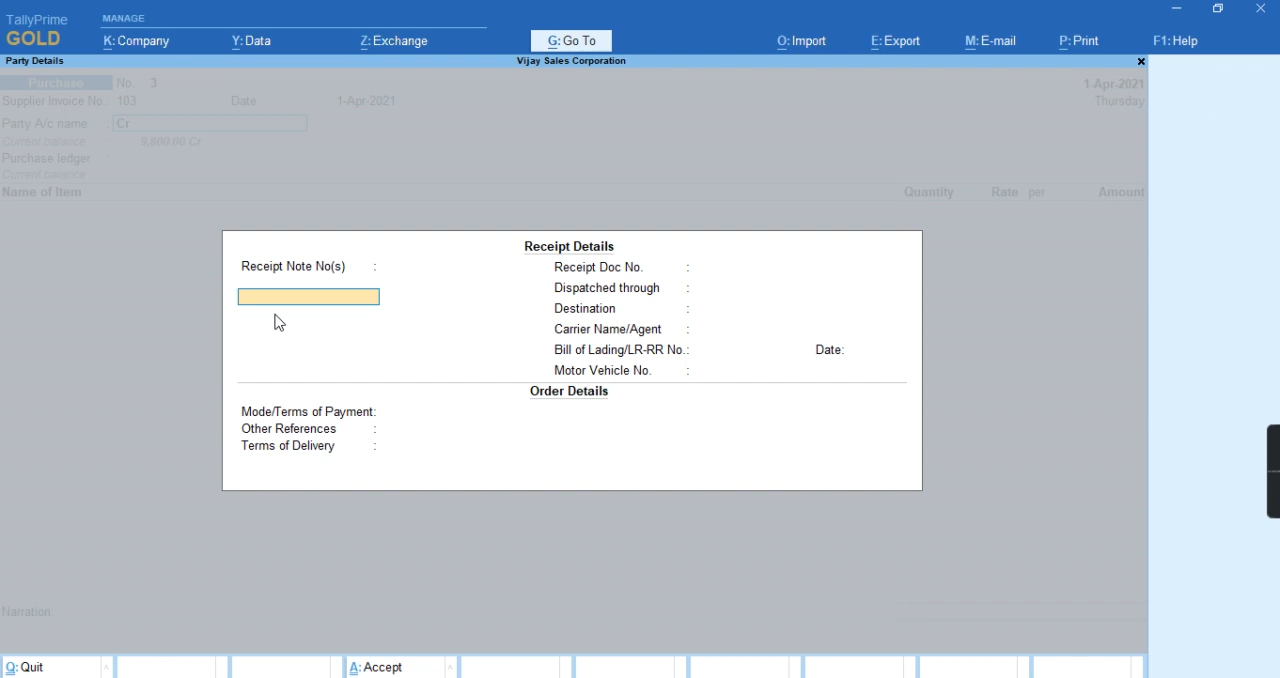 TallyPrime
GOLD
MANAGE
K: Company
Y: Data
Z: Exchange
G: Go To
O: Import
E: Export
M: E-mail
P: Print
F1: Help
Party Details
Vijay Sales Corporation
Purchase No. 3
1-Apr-2021
Supplier Invoice No.: 103 Date 1-Apr-2021
Thursday
Party A/c name : Cr
Current balance : 9,800.00 Cr
Purchase ledger :
Current balance :
Name of Item Quantity Rate per Amount
Receipt Details
Receipt Note No(s) :
Receipt Doc No. :
Dispatched through :
Destination :
Carrier Name/Agent :
Bill of Lading/LR-RR No.: Date:
Motor Vehicle No. :
Order Details
Mode/Terms of Payment:
Other References :
Terms of Delivery :
Narration:
Q: Quit
A: Accept